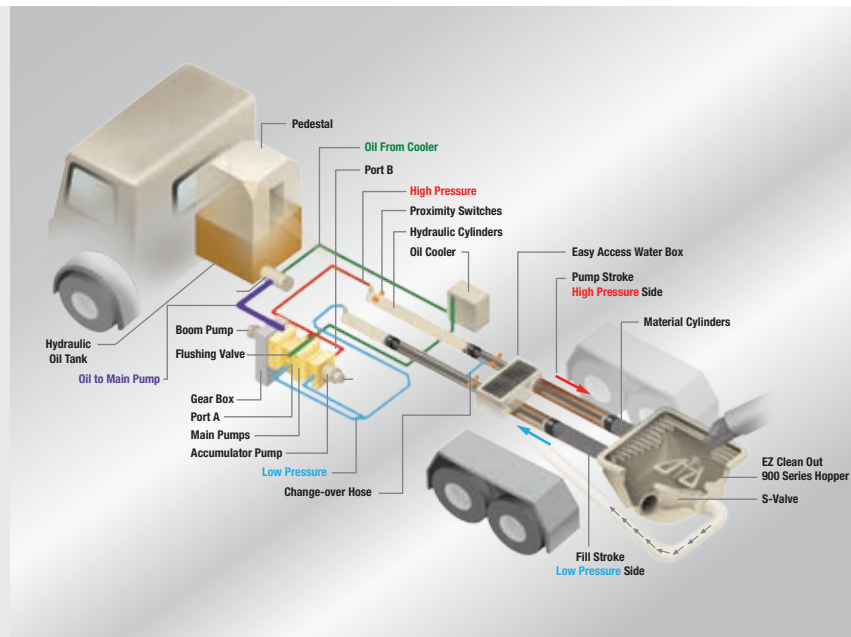 Pedestal
Oil From Cooler
Port B
High Pressure
Proximity Switches
Hydraulic Cylinders
Oil Cooler
Easy Access Water Box
Pump Stroke
High Pressure Side
Material Cylinders
Hydraulic
Oil Tank
Boom Pump
Flushing Valve
Oil to Main Pump
Gear Box
Port A
Main Pumps
Accumulator Pump
Low Pressure
Change-over Hose
EZ Clean Out
900 Series Hopper
S-Valve
Fill Stroke
Low Pressure Side